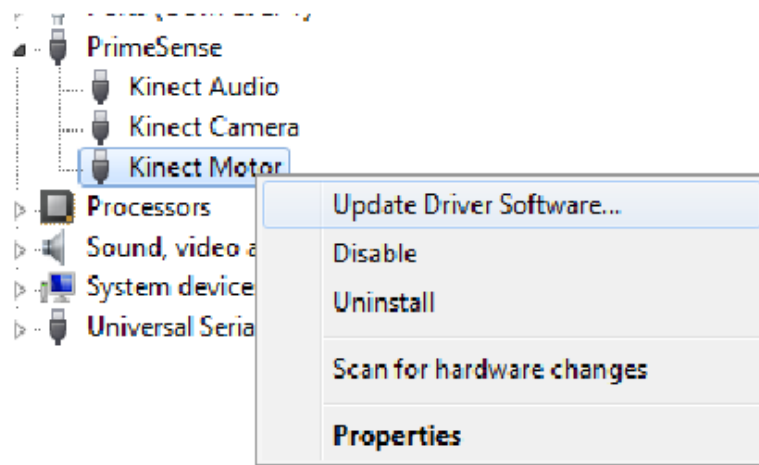 PrimeSense
Kinect Audio
Kinect Camera
Kinect Motor
Processors
Sound, video a
System device
Universal Seria
Update Driver Software...
Disable
Uninstall
Scan for hardware changes
Properties